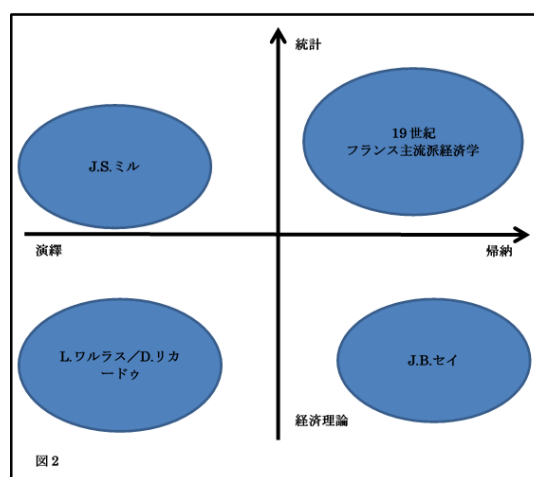 統計
19世紀
フランス主流派経済学
J.S.ミル
演繹
帰納
L.ワルラス／D.リカ
ードゥ
J.B.セイ
経済理論
図2